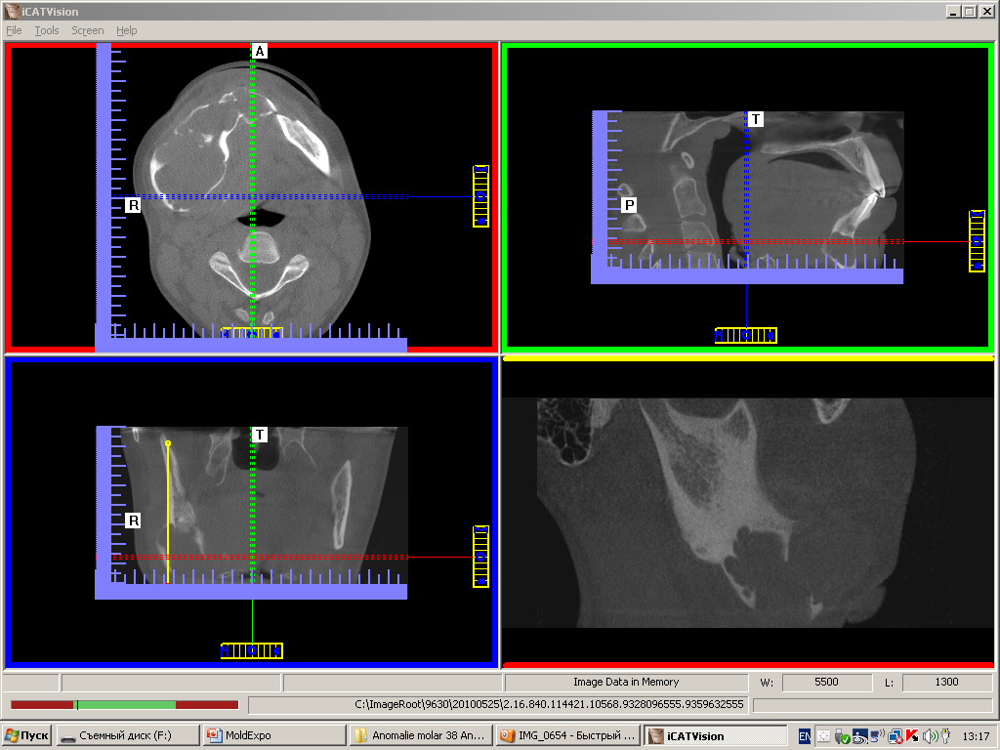 iCATVision
File Tools Screen Help
A
R
T
P
T
R
Image Data in Memory W: 5500 L: 1300
C:\ImageRoot\9630\20100525\2.16.840.114421.10568.9328096555.9359632555
Пуск Съемный диск (F:) MoldExpo Anomalie molar 38 An... IMG_0654 - Быстрый ... iCATVision EN 13:17